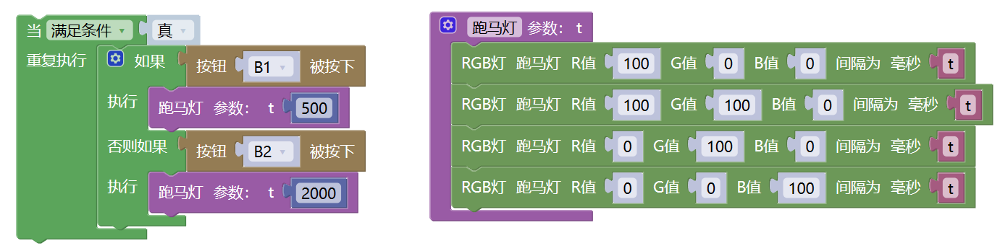 当 满足条件 真
重复执行 如果 按钮 B1 被按下
执行 跑马灯 参数： t 500
否则如果 按钮 B2 被按下
执行 跑马灯 参数： t 2000
跑马灯 参数： t
RGB灯 跑马灯 R值 100 G值 0 B值 0 间隔为 毫秒 t
RGB灯 跑马灯 R值 100 G值 100 B值 0 间隔为 毫秒 t
RGB灯 跑马灯 R值 0 G值 100 B值 0 间隔为 毫秒 t
RGB灯 跑马灯 R值 0 G值 0 B值 100 间隔为 毫秒 t